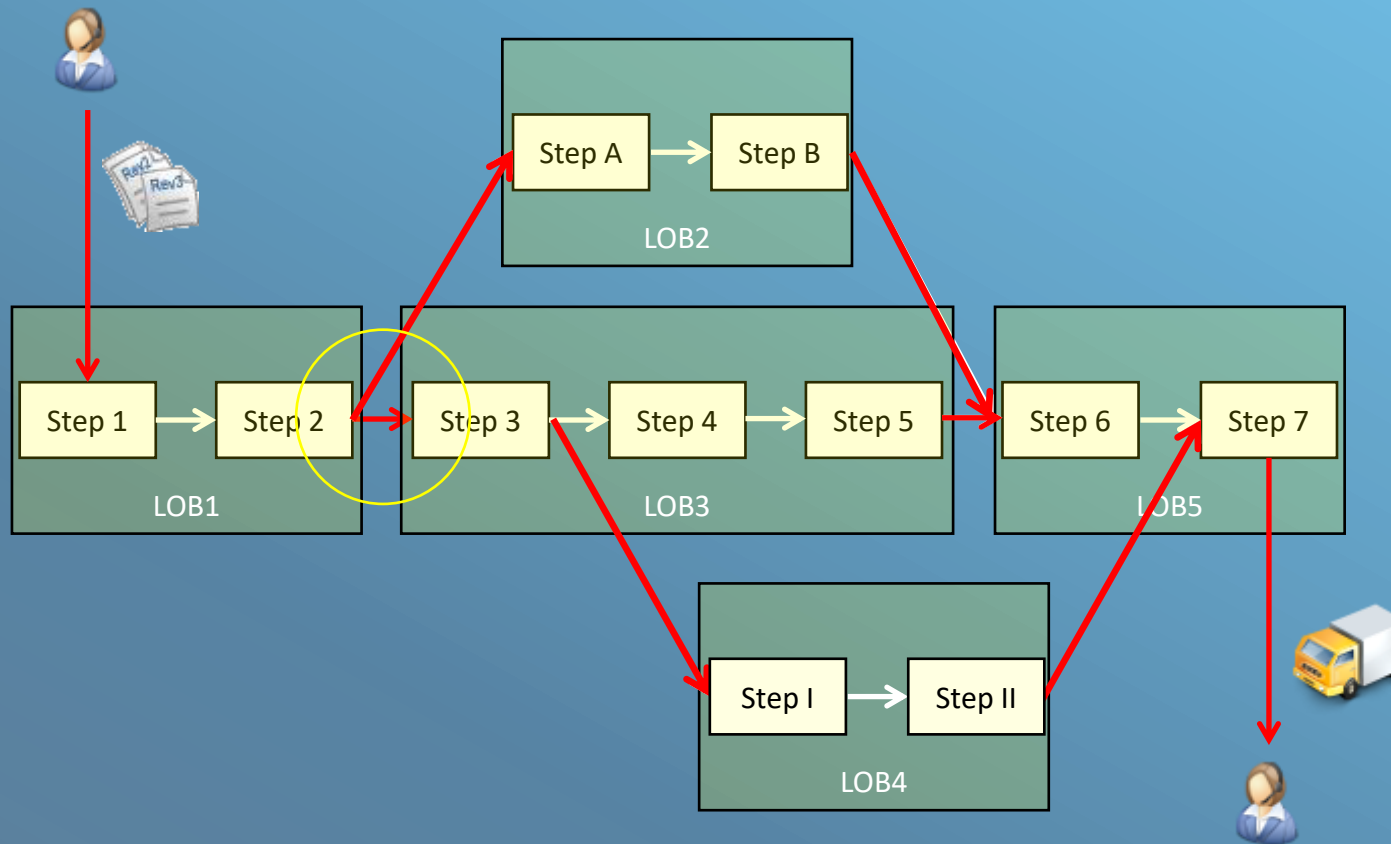 Rev2
Rev3
Step A
Step B
LOB2
Step 1
Step 2
LOB1
Step 3
Step 4
Step 5
LOB3
Step 6
Step 7
LOB5
Step I
Step II
LOB4